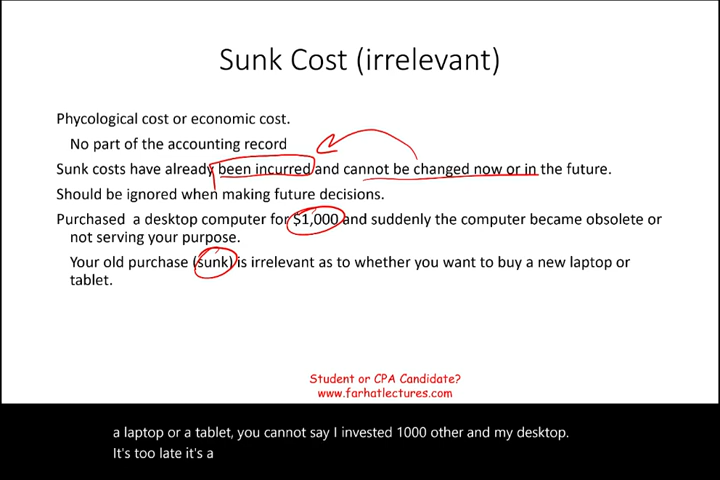 Sunk Cost (irrelevant)
Phycological cost or economic cost.
No part of the accounting record
Sunk costs have already been incurred and cannot be changed now or in the future.
Should be ignored when making future decisions.
Purchased a desktop computer for $1,000 and suddenly the computer became obsolete or
not serving your purpose.
Your old purchase (sunk) is irrelevant as to whether you want to buy a new laptop or
tablet.
Student or CPA Candidate?
www.farhatlectures.com
a laptop or a tablet, you cannot say I invested 1000 other and my desktop.
It's too late it's a